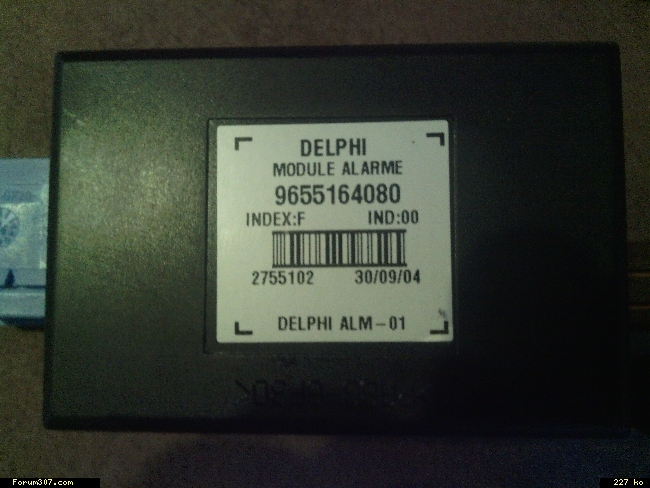 DELPHI
MODULE ALARME
9655164080
INDEX:F IND:00
2755102 30/09/04
DELPHI ALM-01
Forum307.com 227 ko